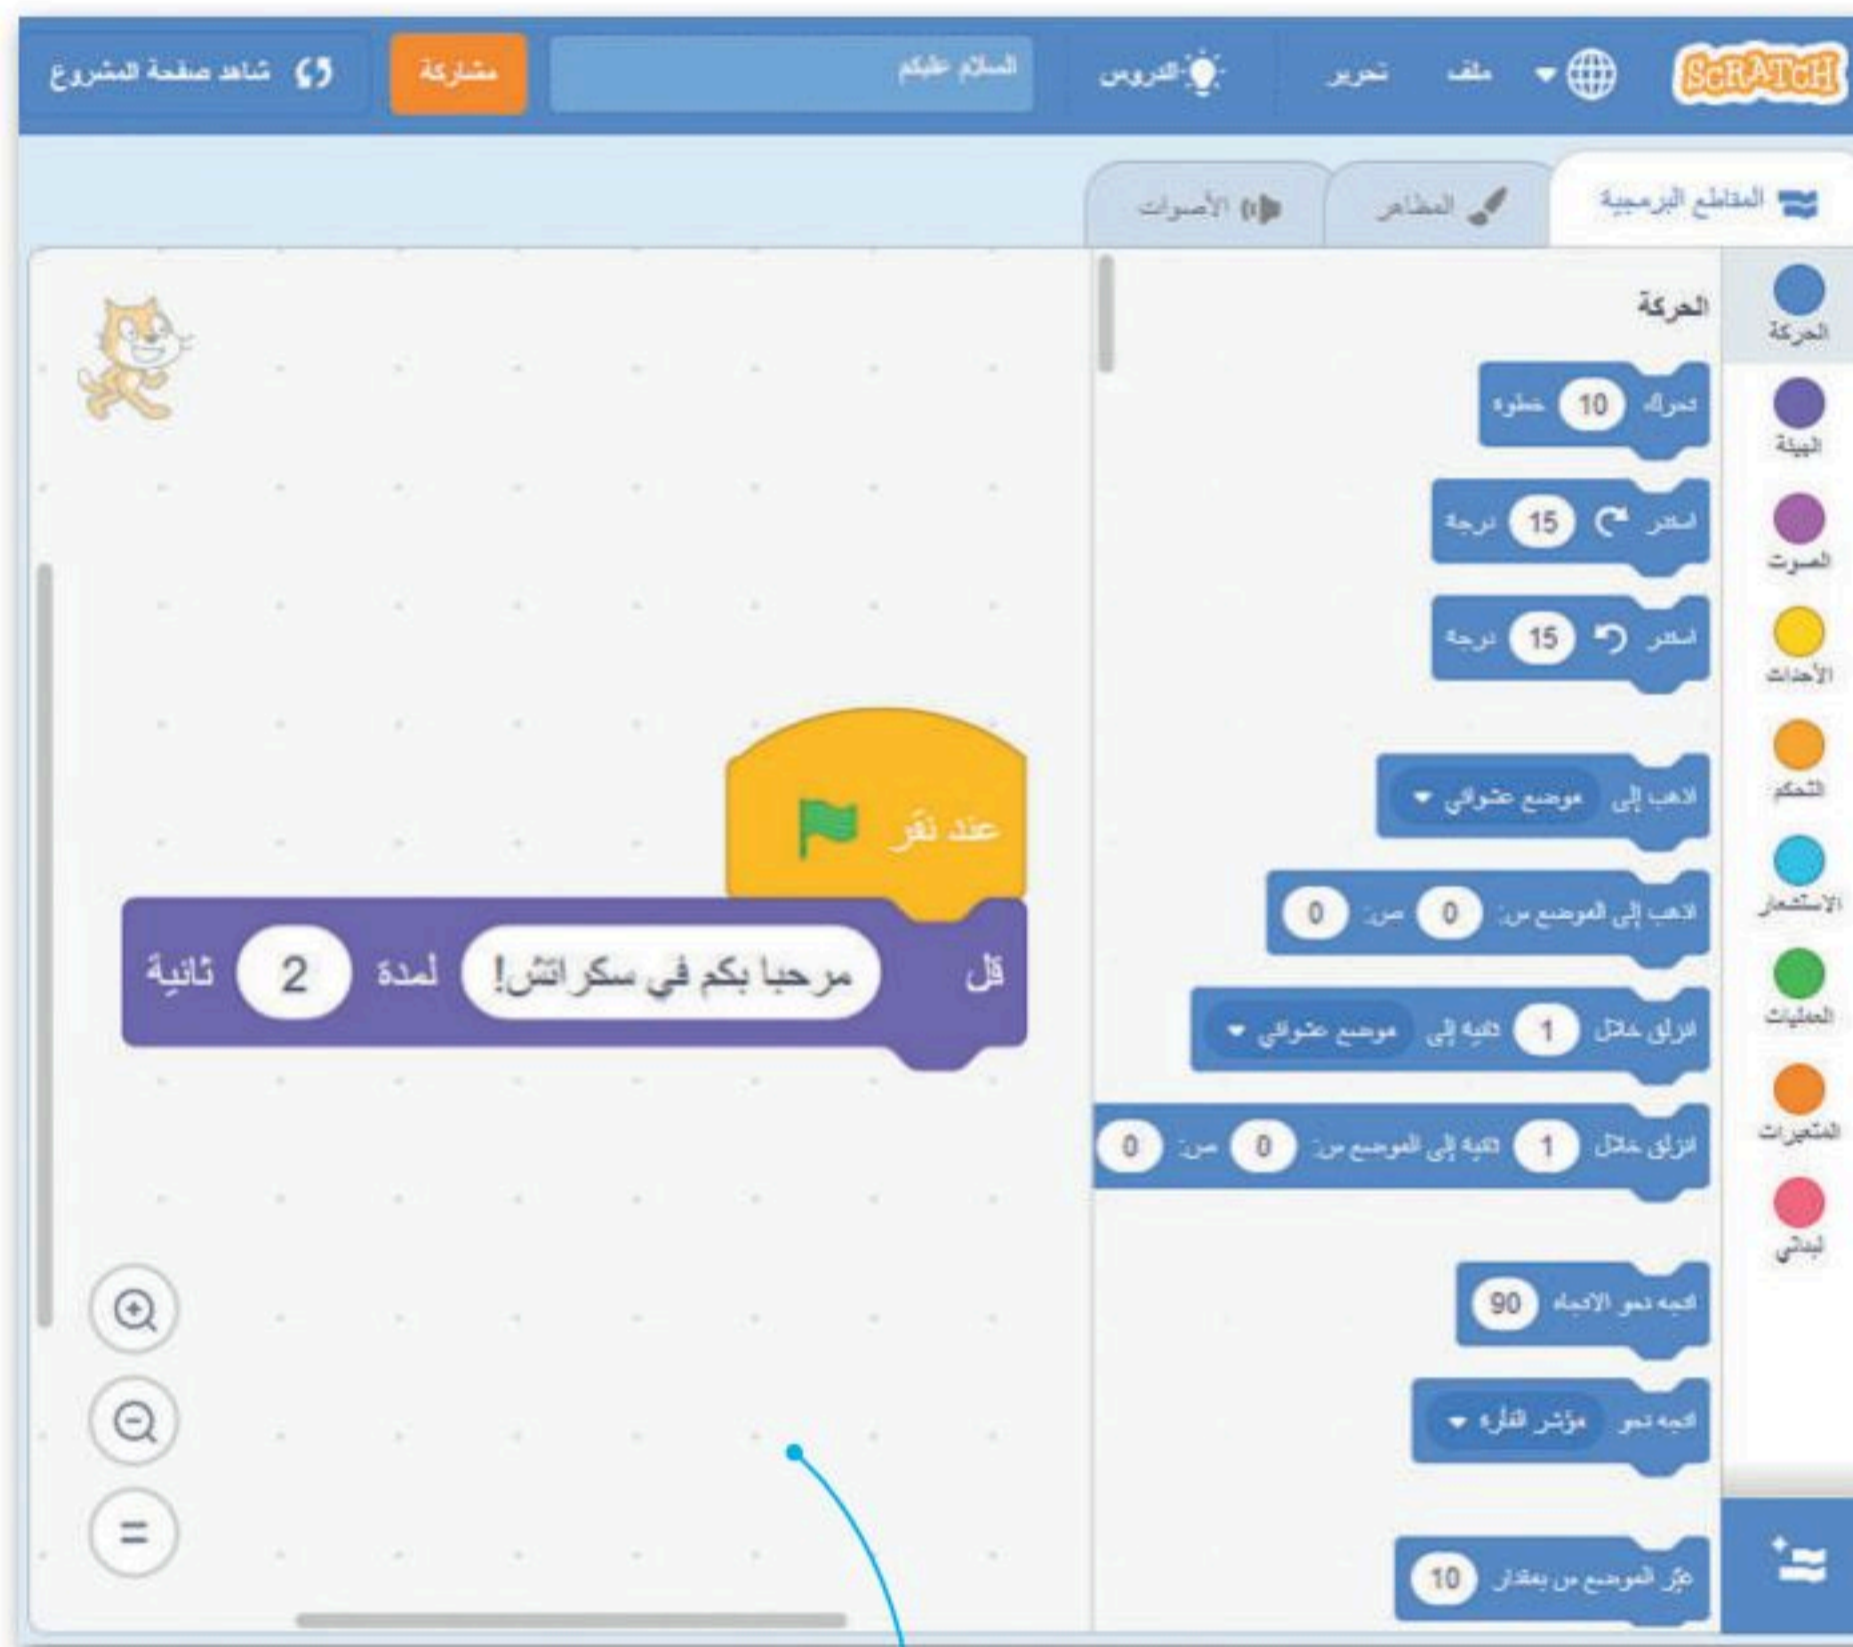 SCRATCH
ملف
تحرير
الدروس
السلام عليكم
مشاركة
شاهد صفحة المشروع
المقاطع البرمجية
المظاهر
الأصوات
الحركة
الهيئة
الصوت
الأحداث
التحكم
الاستشعار
العمليات
المتغيرات
لبناتي
الحركة
تحرك 10 خطوة
استدر 15 درجة
استدر 15 درجة
اذهب إلى موضع عشوائي
اذهب إلى الموضع س: 0 ص: 0
انزلق خلال 1 ثانية إلى موضع عشوائي
انزلق خلال 1 ثانية إلى الموضع س: 0 ص: 0
اتجه نحو الاتجاه 90
اتجه نحو مؤشر الفأرة
غيّر الموضع س بمقدار 10
عند نقر
قل مرحبا بكم في سكراتش! لمدة 2 ثانية